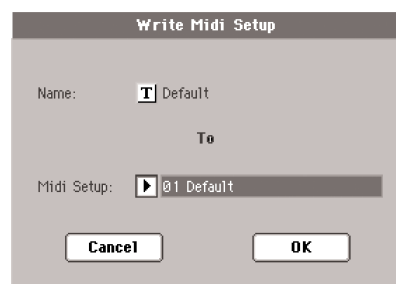 Write Midi Setup
Name: T Default
To
Midi Setup: 01 Default
Cancel OK